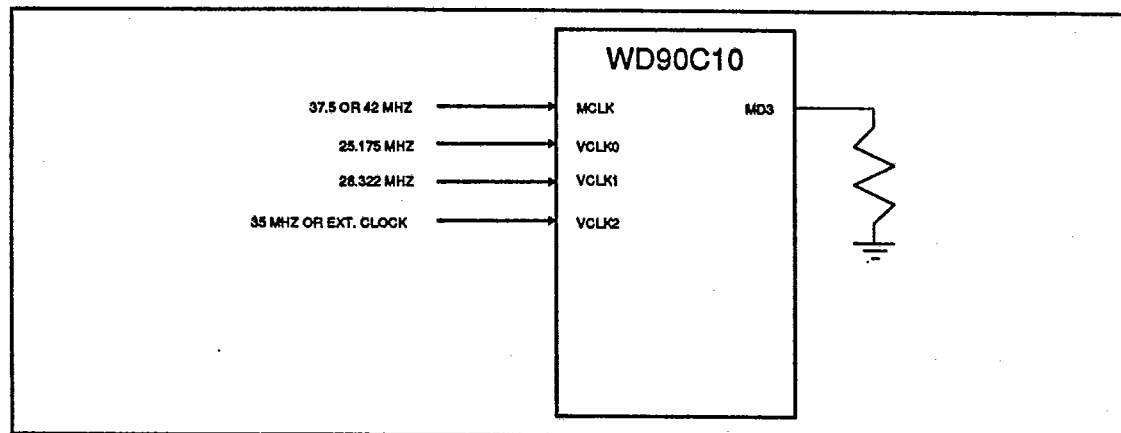 WD90C10
37.5 OR 42 MHZ
MCLK
MD3
25.175 MHZ
VCLK0
28.322 MHZ
VCLK1
35 MHZ OR EXT. CLOCK
VCLK2